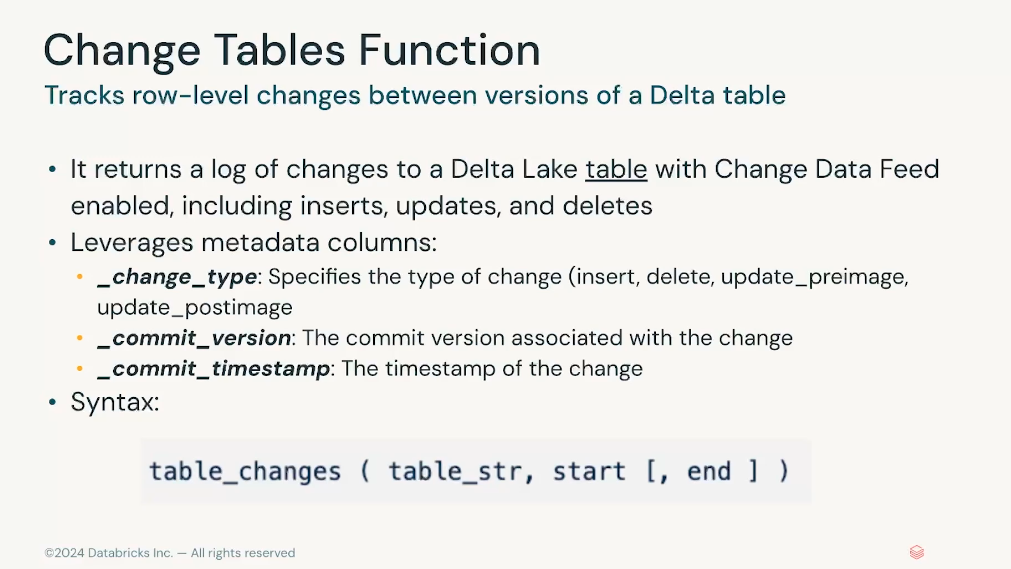 Change Tables Function
Tracks row-level changes between versions of a Delta table
• It returns a log of changes to a Delta Lake table with Change Data Feed
enabled, including inserts, updates, and deletes
• Leverages metadata columns:
• _change_type: Specifies the type of change (insert, delete, update_preimage,
update_postimage
• _commit_version: The commit version associated with the change
• _commit_timestamp: The timestamp of the change
• Syntax:
table_changes ( table_str, start [, end ] )
©2024 Databricks Inc. — All rights reserved